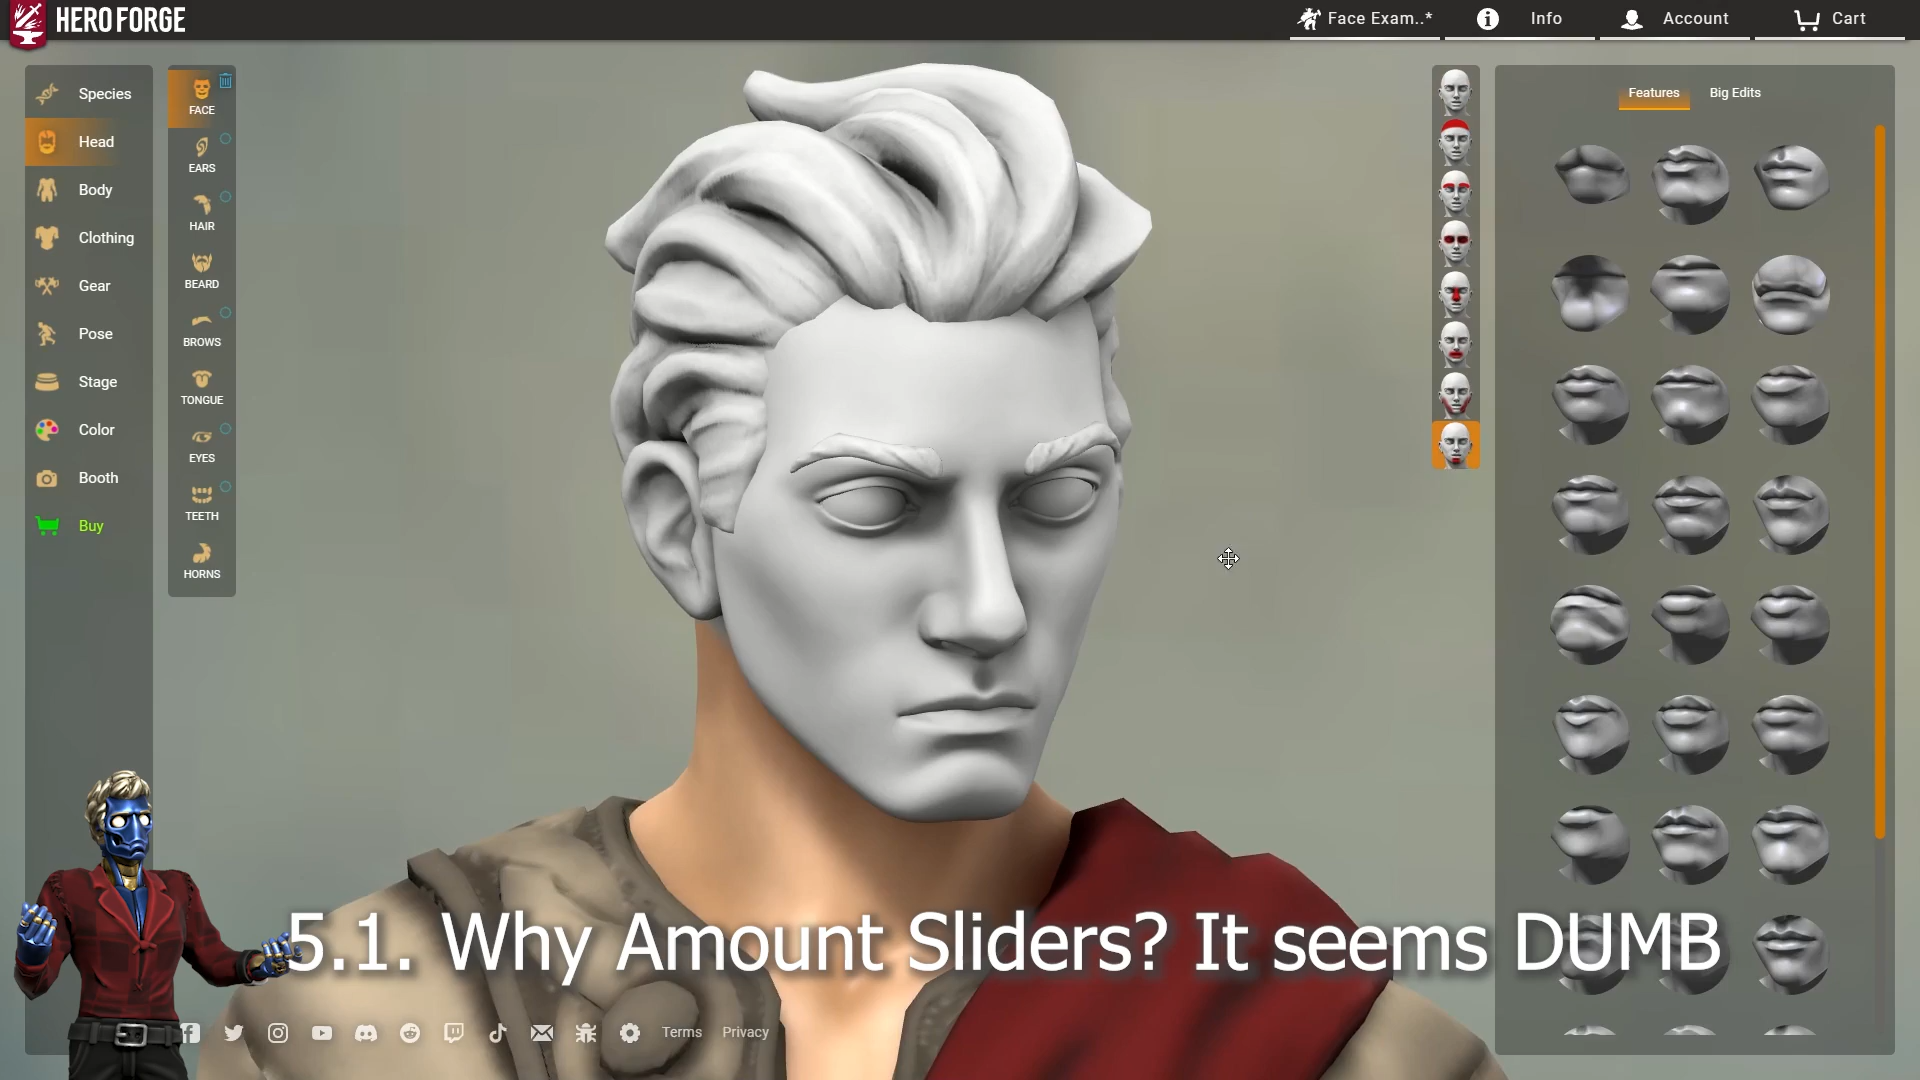 HERO FORGE
Face Exam..*
Info
Account
Cart
Species
Head
Body
Clothing
Gear
Pose
Stage
Color
Booth
Buy
FACE
EARS
HAIR
BEARD
BROWS
TONGUE
EYES
TEETH
HORNS
Features
Big Edits
5.1. Why Amount Sliders? It seems DUMB
Terms
Privacy